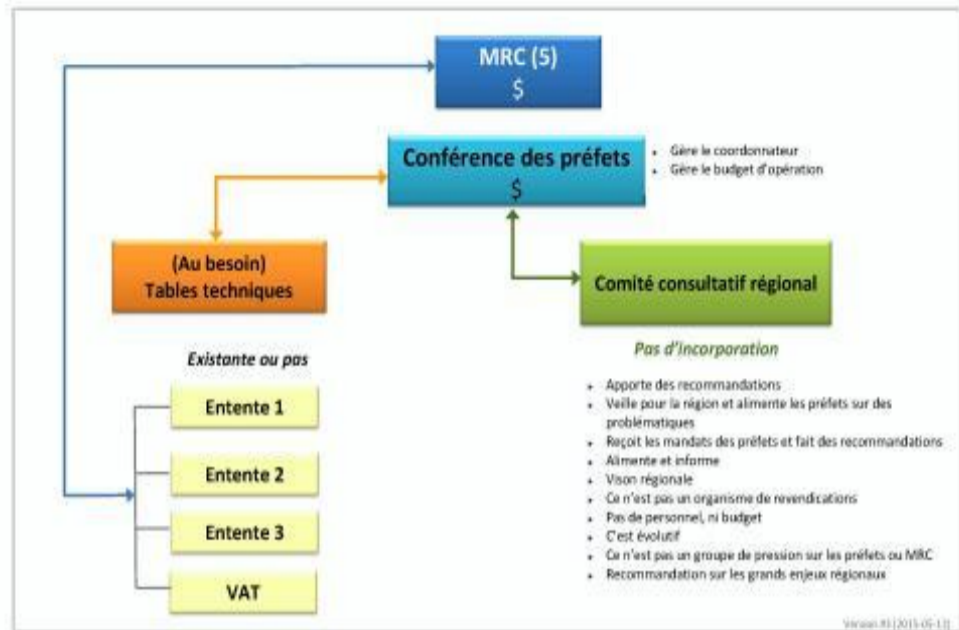 MRC (5)
$
Conférence des préfets
$
• Gère le coordonnateur
• Gère le budget d'opération
(Au besoin)
Tables techniques
Comité consultatif régional
Existante ou pas
Entente 1
Entente 2
Entente 3
VAT
Pas d'incorporation
• Apporte des recommandations
• Veille pour la région et alimente les préfets sur des
problématiques
• Reçoit les mandats des préfets et fait des recommandations
• Alimente et informe
• Vison régionale
• Ce n'est pas un organisme de revendications
• Pas de personnel, ni budget
• C'est évolutif
• Ce n'est pas un groupe de pression sur les préfets ou MRC
• Recommandation sur les grands enjeux régionaux
Version